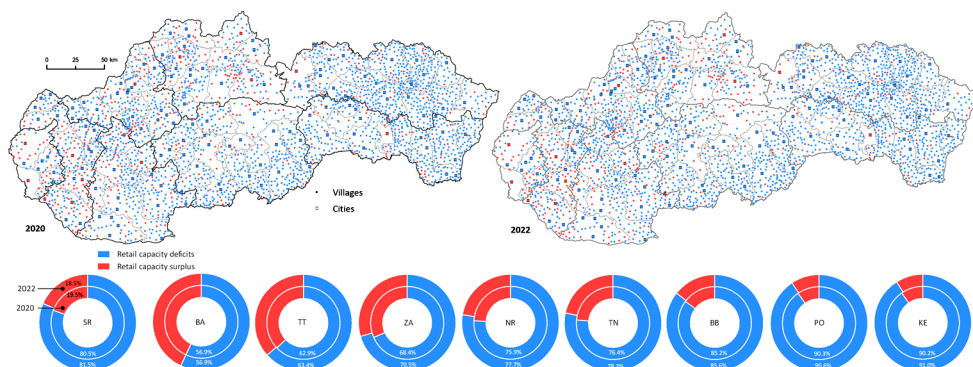 0 25 50 km
Villages
Cities
2020
2022
Retail capacity deficits
Retail capacity surplus
2022
2020
18.5%
19.5%
SR
80.5%
81.5%
BA
56.9%
56.9%
TT
62.9%
63.4%
ZA
68.4%
70.5%
NR
75.9%
77.7%
TN
76.4%
78.3%
BB
85.2%
85.6%
PO
90.3%
90.6%
KE
90.2%
91.0%